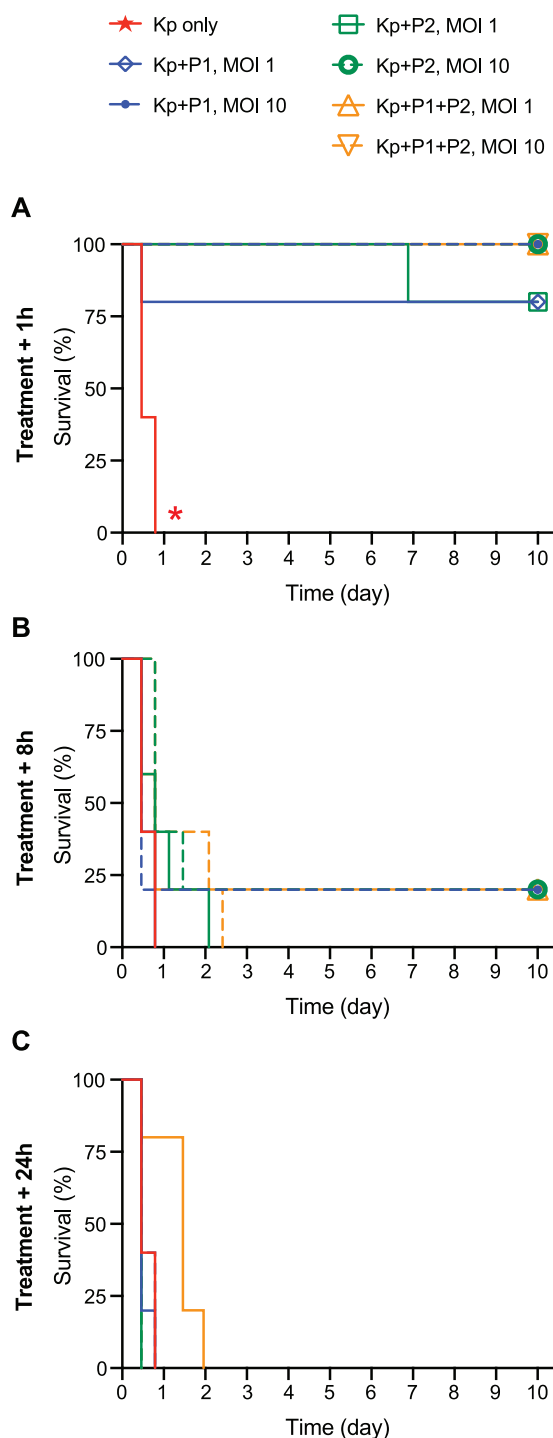 Kp only
Kp+P1, MOI 1
Kp+P1, MOI 10
Kp+P2, MOI 1
Kp+P2, MOI 10
Kp+P1+P2, MOI 1
Kp+P1+P2, MOI 10
A
Treatment + 1h
Survival (%)
100
75
50
25
0
*
0 1 2 3 4 5 6 7 8 9 10
Time (day)
B
Treatment + 8h
Survival (%)
100
75
50
25
0
0 1 2 3 4 5 6 7 8 9 10
Time (day)
C
Treatment + 24h
Survival (%)
100
75
50
25
0
0 1 2 3 4 5 6 7 8 9 10
Time (day)